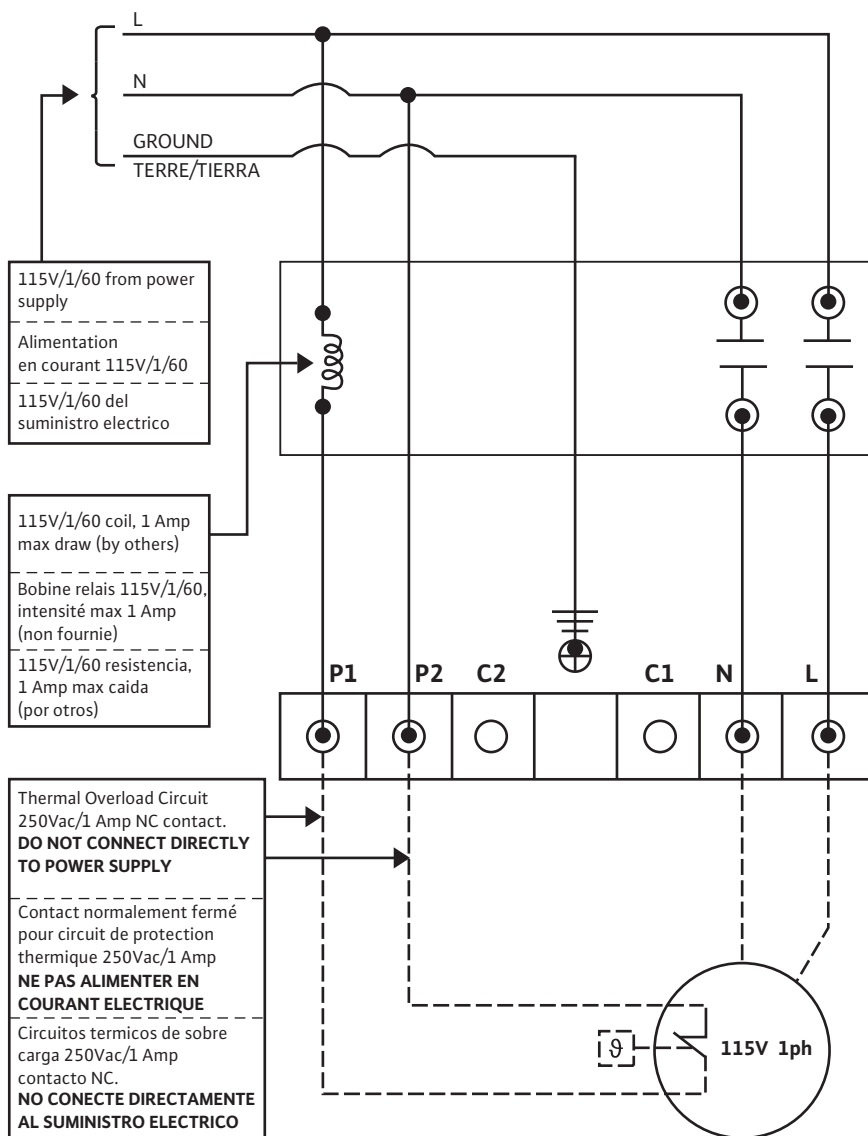 L
N
GROUND
TERRE/TIERRA
115V/1/60 from power
supply
Alimentation
en courant 115V/1/60
115V/1/60 del
suministro electrico
115V/1/60 coil, 1 Amp
max draw (by others)
Bobine relais 115V/1/60,
intensité max 1 Amp
(non fournie)
115V/1/60 resistencia,
1 Amp max caida
(por otros)
P1 P2 C2 C1 N L
Thermal Overload Circuit
250Vac/1 Amp NC contact.
DO NOT CONNECT DIRECTLY
TO POWER SUPPLY
Contact normalement fermé
pour circuit de protection
thermique 250Vac/1 Amp
NE PAS ALIMENTER EN
COURANT ELECTRIQUE
Circuitos termicos de sobre
carga 250Vac/1 Amp
contacto NC.
NO CONECTE DIRECTAMENTE
AL SUMINISTRO ELECTRICO
ϑ
115V 1ph